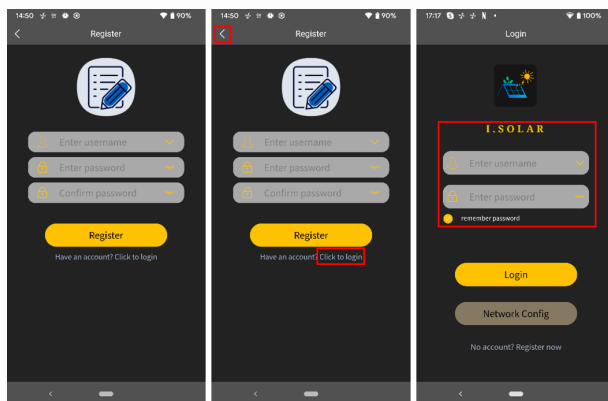 14:50
90%
Register
Enter username
Enter password
Confirm password
Register
Have an account? Click to login
14:50
90%
Register
Enter username
Enter password
Confirm password
Register
Have an account? Click to login
17:17
100%
Login
I.SOLAR
Enter username
Enter password
remember password
Login
Network Config
No account? Register now